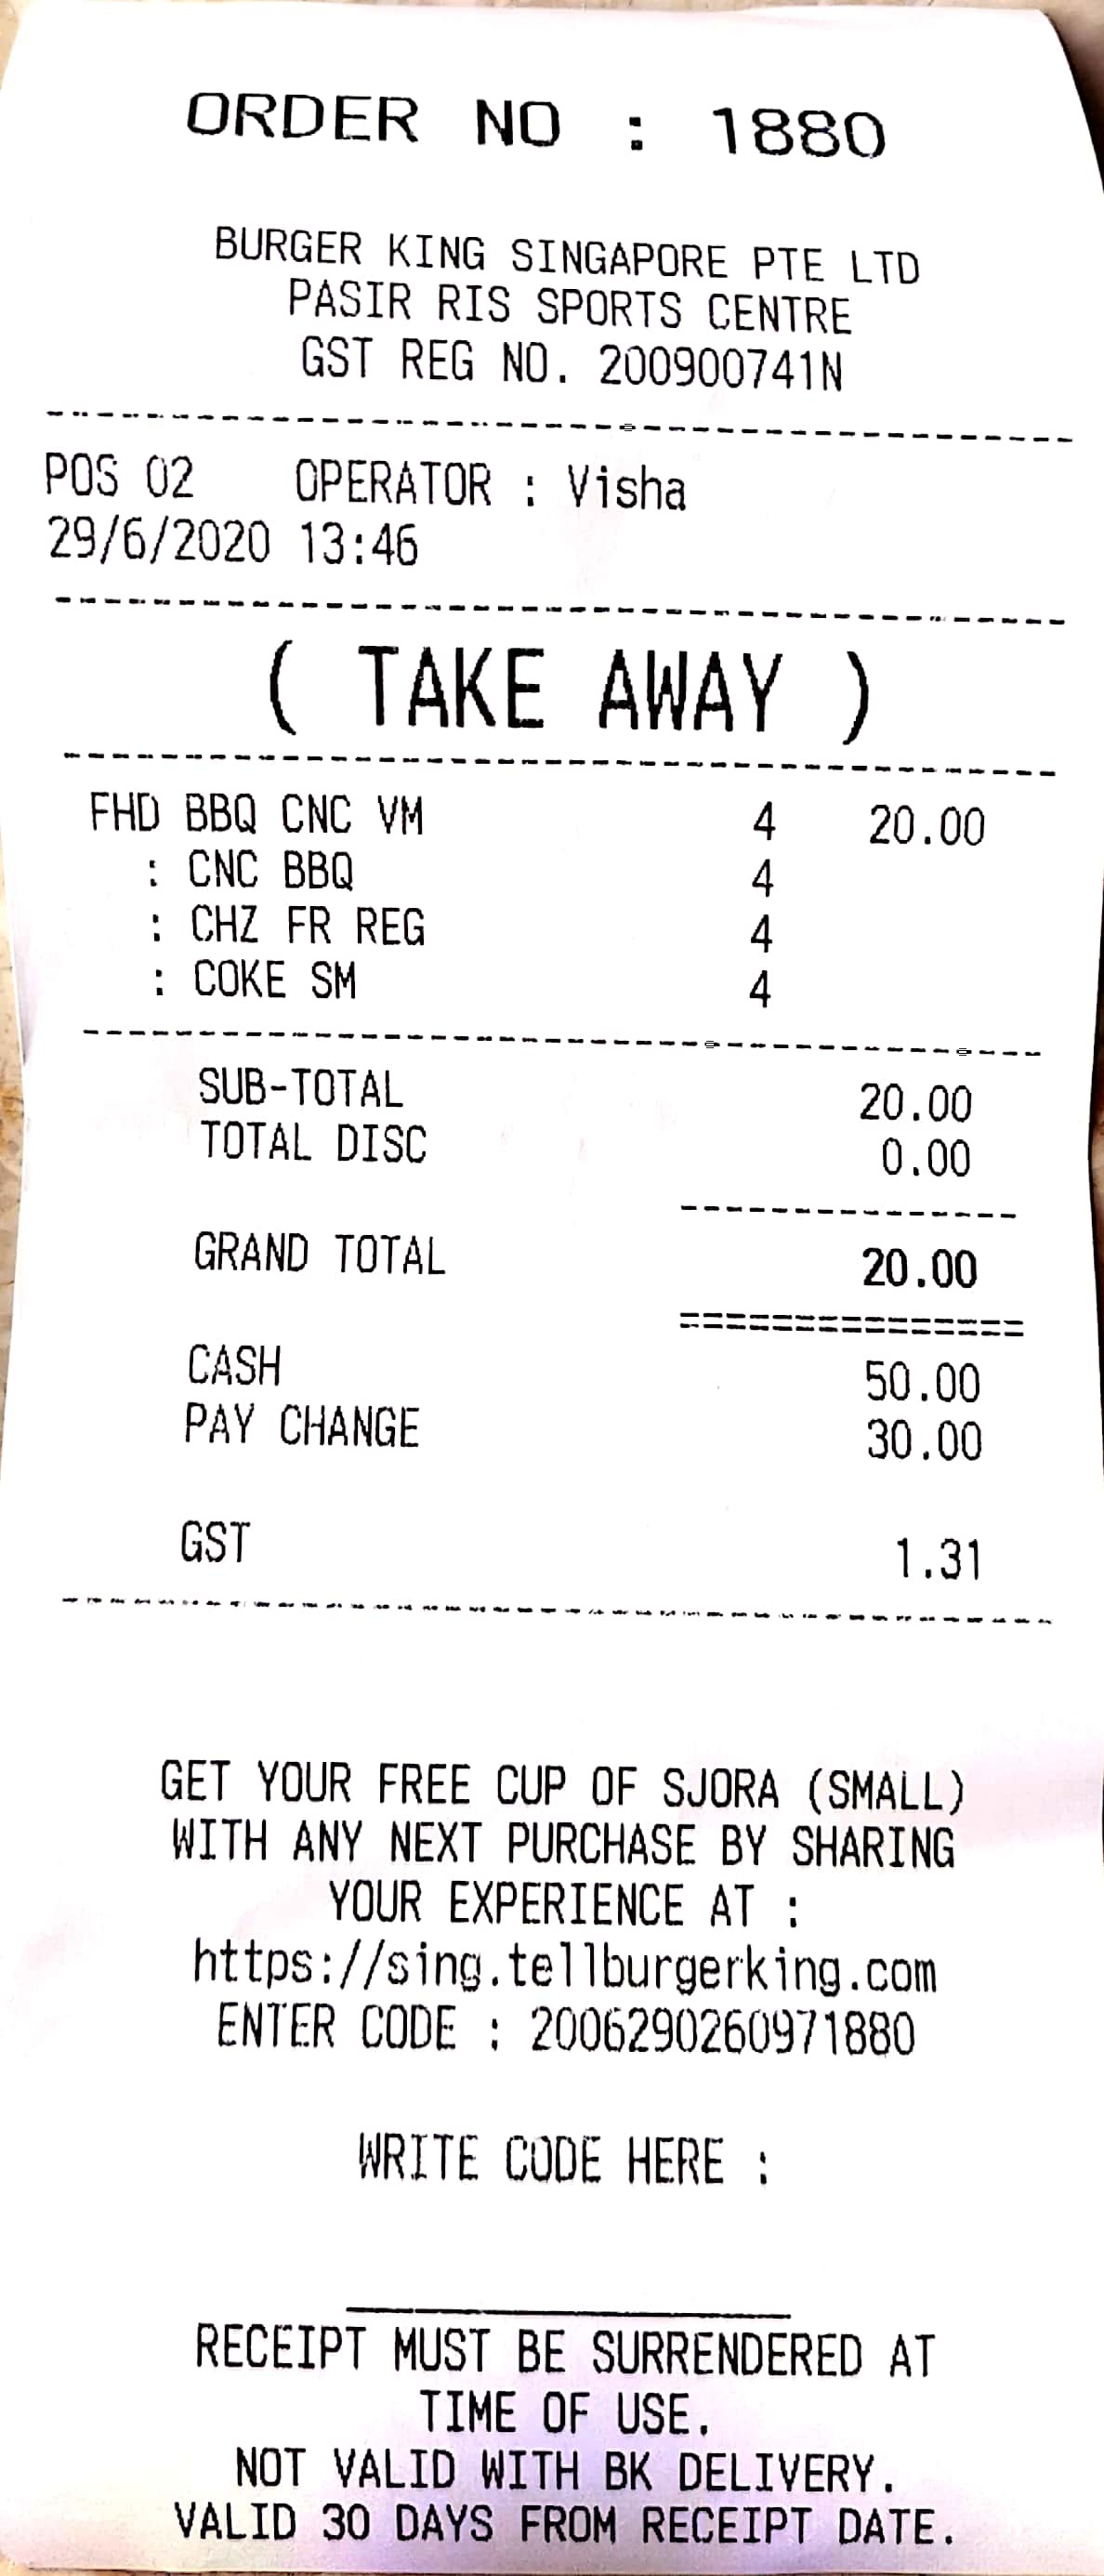 ORDER NO : 1880
BURGER KING SINGAPORE PTE LTD
PASIR RIS SPORTS CENTRE
GST REG NO. 200900741N
POS 02 OPERATOR : Visha
29/6/2020 13:46
( TAKE AWAY )
FHD BBQ CNC VM 4 20.00
: CNC BBQ 4
: CHZ FR REG 4
: COKE SM 4
SUB-TOTAL 20.00
TOTAL DISC 0.00
GRAND TOTAL 20.00
CASH 50.00
PAY CHANGE 30.00
GST 1.31
GET YOUR FREE CUP OF SJORA (SMALL)
WITH ANY NEXT PURCHASE BY SHARING
YOUR EXPERIENCE AT :
https://sing.tellburgerking.com
ENTER CODE : 2006290260971880
WRITE CODE HERE :
RECEIPT MUST BE SURRENDERED AT
TIME OF USE.
NOT VALID WITH BK DELIVERY.
VALID 30 DAYS FROM RECEIPT DATE.